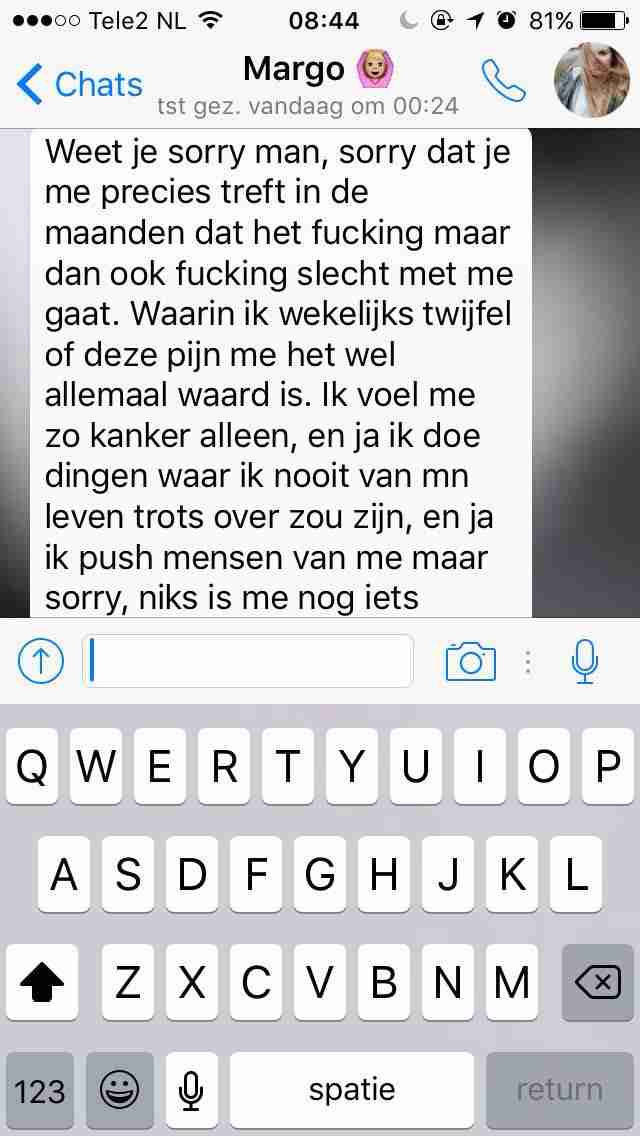 Tele2 NL 08:44 81%
Chats Margo
tst gez. vandaag om 00:24
Weet je sorry man, sorry dat je
me precies treft in de
maanden dat het fucking maar
dan ook fucking slecht met me
gaat. Waarin ik wekelijks twijfel
of deze pijn me het wel
allemaal waard is. Ik voel me
zo kanker alleen, en ja ik doe
dingen waar ik nooit van mn
leven trots over zou zijn, en ja
ik push mensen van me maar
sorry, niks is me nog iets
Q W E R T Y U I O P
A S D F G H J K L
Z X C V B N M
123 spatie return